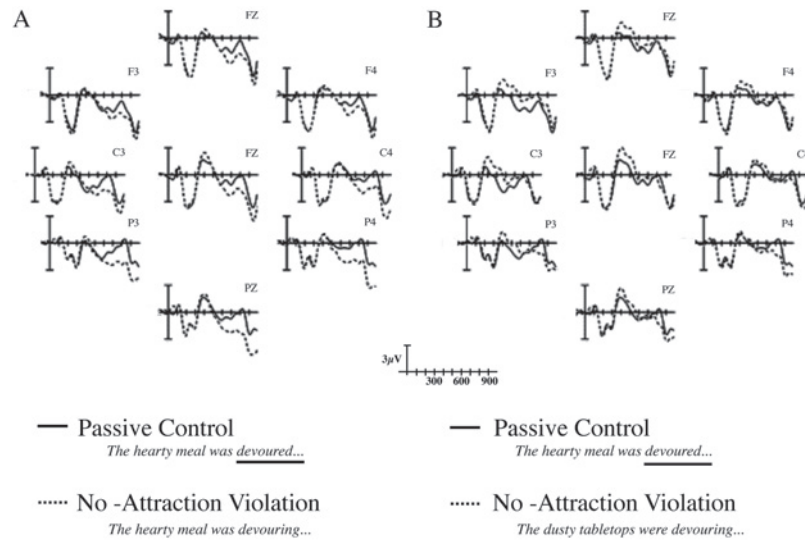 A
B
FZ
FZ
F3
F4
F3
F4
C3
FZ
C4
C3
FZ
C
P3
P4
P3
P4
PZ
PZ
3µV
300 600 900
Passive Control
The hearty meal was devoured...
No -Attraction Violation
The hearty meal was devouring...
Passive Control
The hearty meal was devoured...
No -Attraction Violation
The dusty tabletops were devouring...